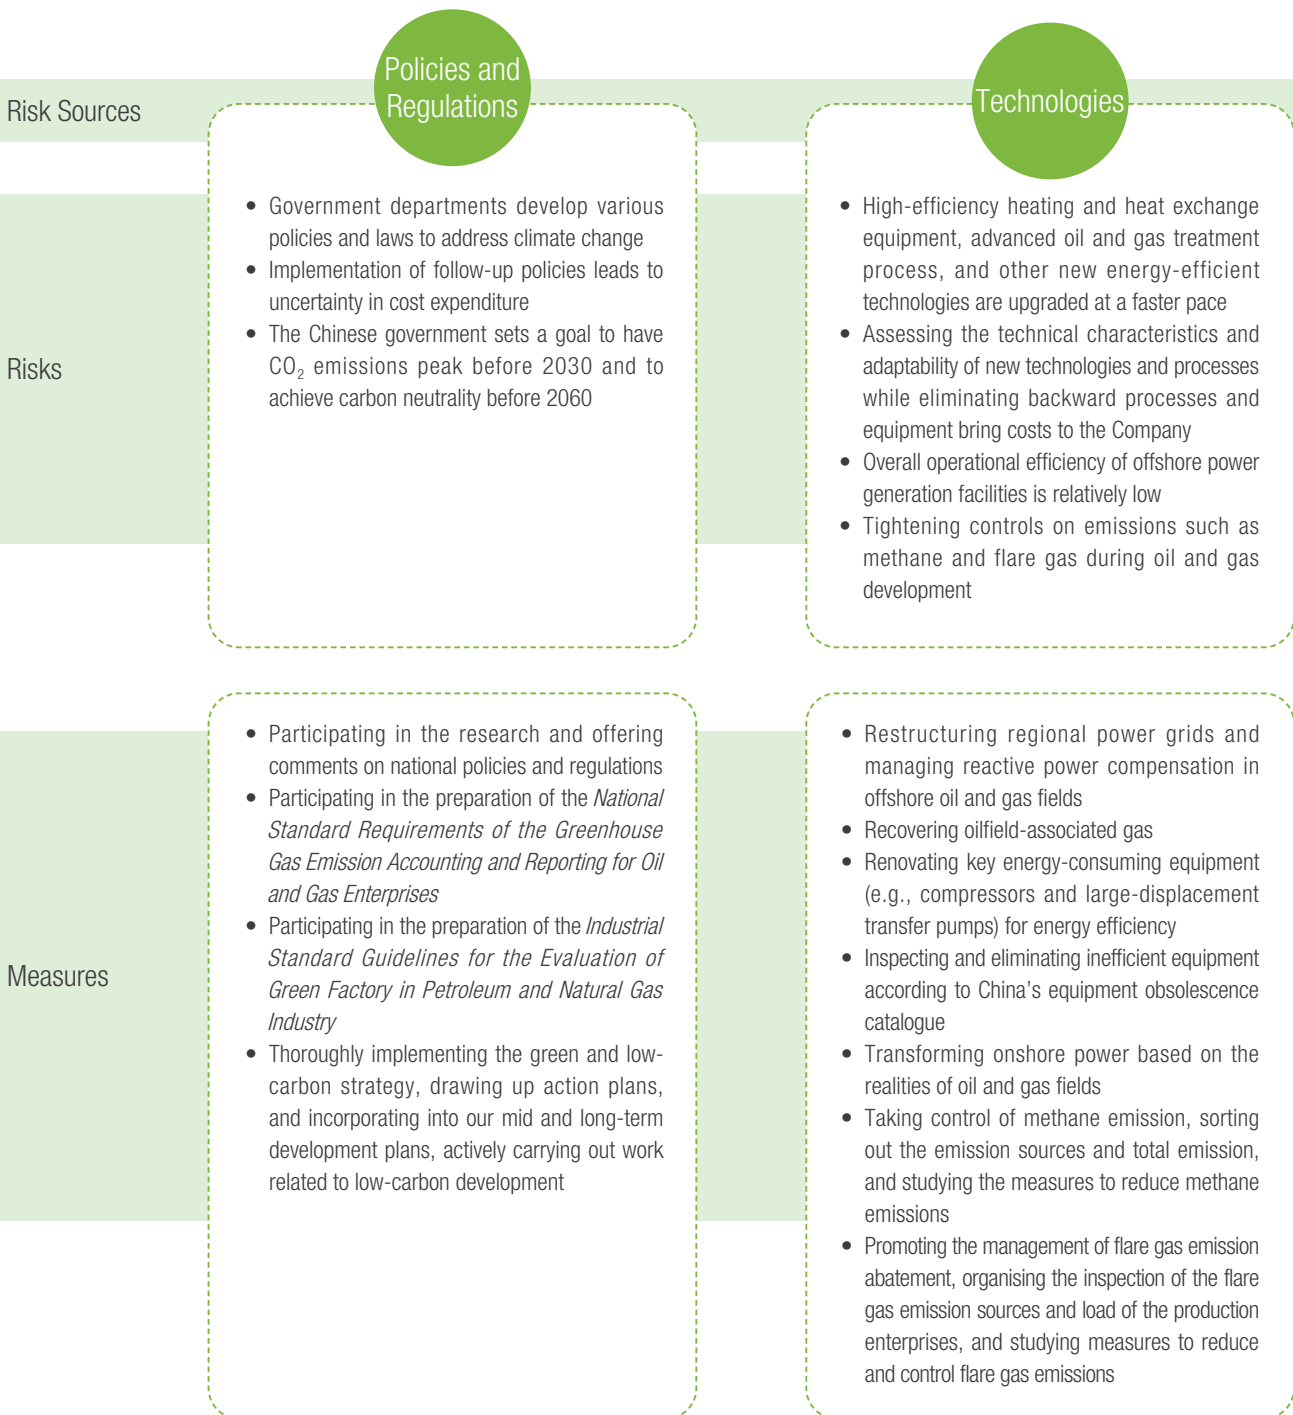 Risk Sources
Policies and
Regulations
Technologies
Risks
• Government departments develop various
policies and laws to address climate change
• Implementation of follow-up policies leads to
uncertainty in cost expenditure
• The Chinese government sets a goal to have
CO₂ emissions peak before 2030 and to
achieve carbon neutrality before 2060
• High-efficiency heating and heat exchange
equipment, advanced oil and gas treatment
process, and other new energy-efficient
technologies are upgraded at a faster pace
• Assessing the technical characteristics and
adaptability of new technologies and processes
while eliminating backward processes and
equipment bring costs to the Company
• Overall operational efficiency of offshore power
generation facilities is relatively low
• Tightening controls on emissions such as
methane and flare gas during oil and gas
development
Measures
• Participating in the research and offering
comments on national policies and regulations
• Participating in the preparation of the National
Standard Requirements of the Greenhouse
Gas Emission Accounting and Reporting for Oil
and Gas Enterprises
• Participating in the preparation of the Industrial
Standard Guidelines for the Evaluation of
Green Factory in Petroleum and Natural Gas
Industry
• Thoroughly implementing the green and low-
carbon strategy, drawing up action plans,
and incorporating into our mid and long-term
development plans, actively carrying out work
related to low-carbon development
• Restructuring regional power grids and
managing reactive power compensation in
offshore oil and gas fields
• Recovering oilfield-associated gas
• Renovating key energy-consuming equipment
(e.g., compressors and large-displacement
transfer pumps) for energy efficiency
• Inspecting and eliminating inefficient equipment
according to China's equipment obsolescence
catalogue
• Transforming onshore power based on the
realities of oil and gas fields
• Taking control of methane emission, sorting
out the emission sources and total emission,
and studying the measures to reduce methane
emissions
• Promoting the management of flare gas emission
abatement, organising the inspection of the flare
gas emission sources and load of the production
enterprises, and studying measures to reduce
and control flare gas emissions